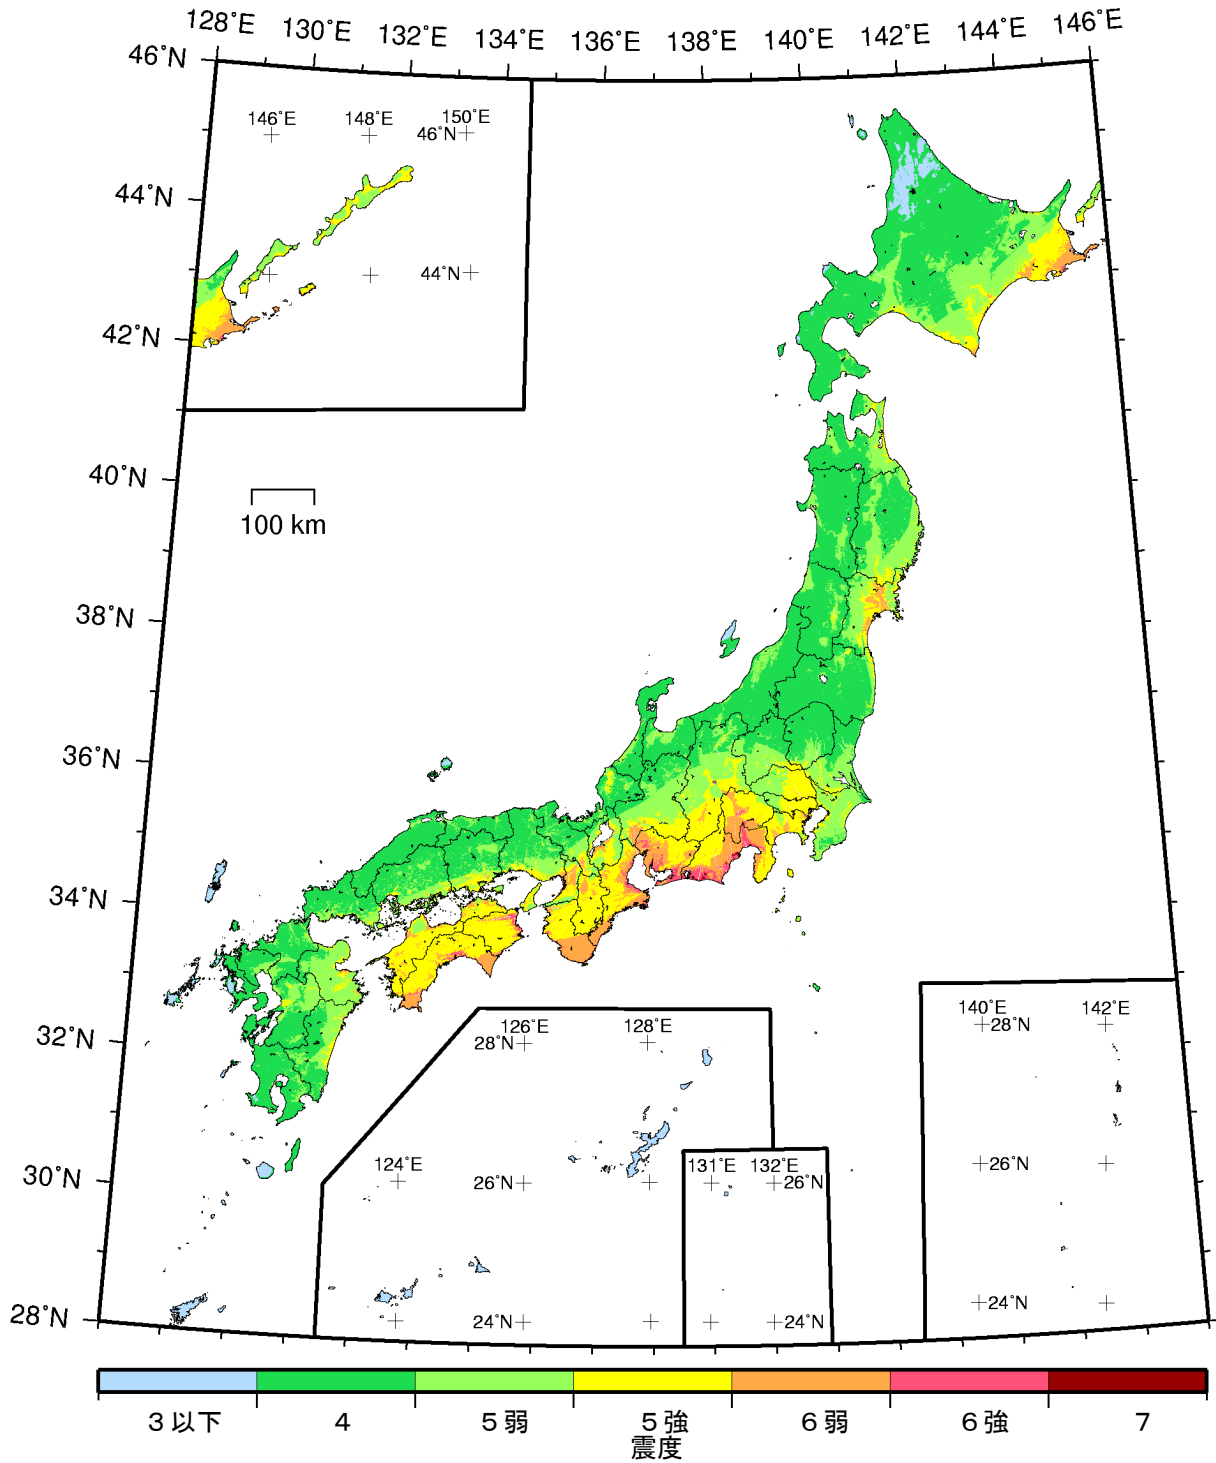 128°E 130°E 132°E 134°E 136°E 138°E 140°E 142°E 144°E 146°E
46°N
44°N
42°N
40°N
38°N
36°N
34°N
32°N
30°N
28°N
146°E 148°E 150°E
46°N
44°N
100 km
126°E 128°E
28°N
124°E
26°N
24°N
131°E 132°E
26°N
24°N
140°E 142°E
28°N
26°N
24°N
3以下 4 5弱 5強 6弱 6強 7
震度